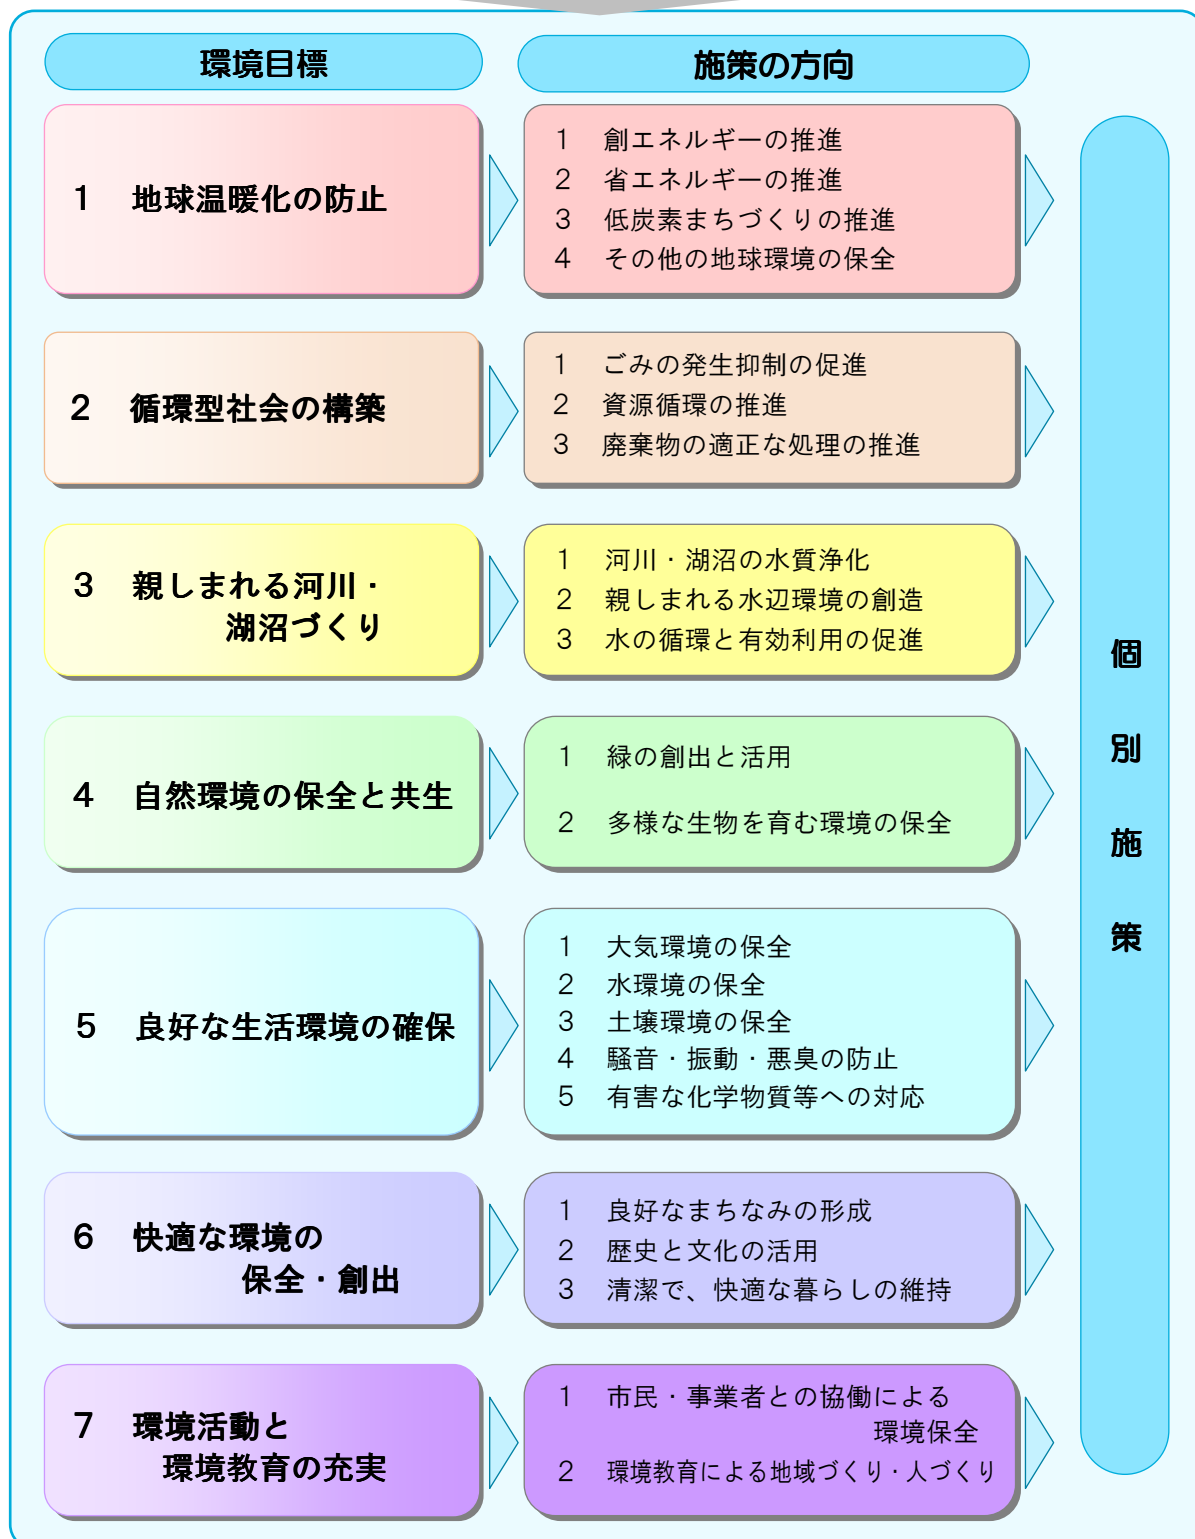 環境目標
施策の方向
1 地球温暖化の防止
1 創エネルギーの推進
2 省エネルギーの推進
3 低炭素まちづくりの推進
4 その他の地球環境の保全
2 循環型社会の構築
1 ごみの発生抑制の促進
2 資源循環の推進
3 廃棄物の適正な処理の推進
3 親しまれる河川・
湖沼づくり
1 河川・湖沼の水質浄化
2 親しまれる水辺環境の創造
3 水の循環と有効利用の促進
4 自然環境の保全と共生
1 緑の創出と活用
2 多様な生物を育む環境の保全
5 良好な生活環境の確保
1 大気環境の保全
2 水環境の保全
3 土壌環境の保全
4 騒音・振動・悪臭の防止
5 有害な化学物質等への対応
6 快適な環境の
保全・創出
1 良好なまちなみの形成
2 歴史と文化の活用
3 清潔で、快適な暮らしの維持
7 環境活動と
環境教育の充実
1 市民・事業者との協働による
環境保全
2 環境教育による地域づくり・人づくり
個別施策